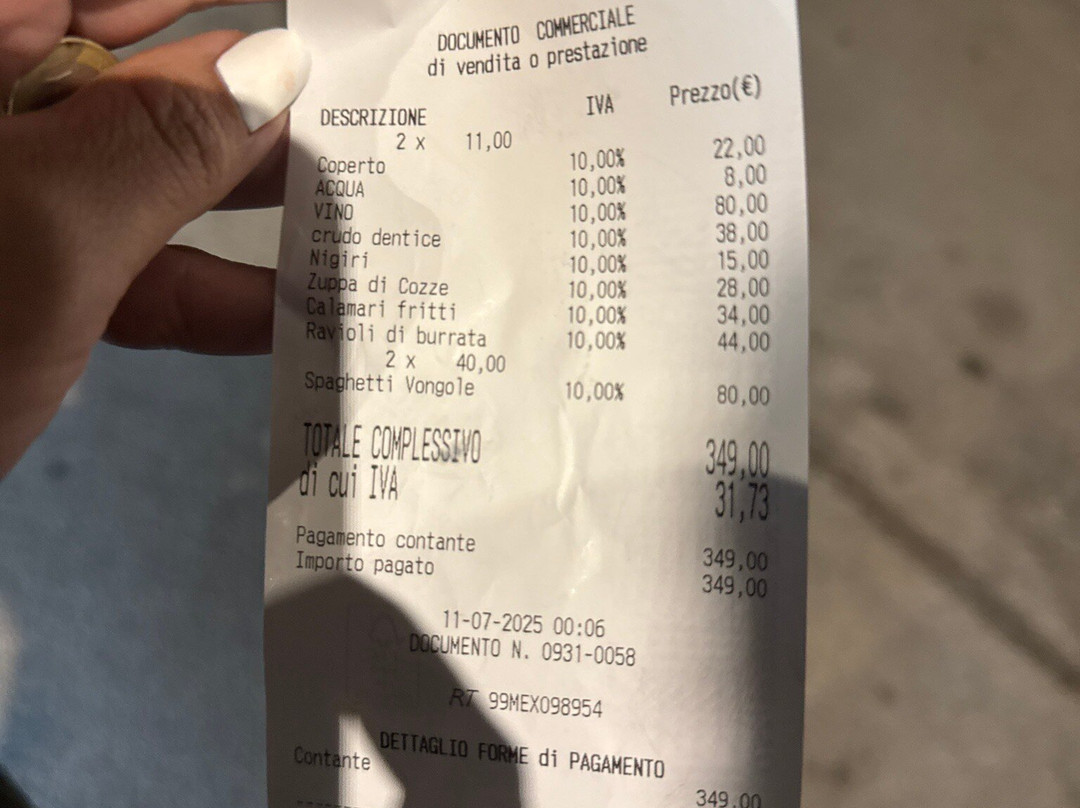 DOCUMENTO COMMERCIALE
di vendita o prestazione
DESCRIZIONE IVA Prezzo(€)
2 x 11,00
Coperto 10,00% 22,00
ACQUA 10,00% 8,00
VINO 10,00% 80,00
crudo dentice 10,00% 38,00
Nigiri 10,00% 15,00
Zuppa di Cozze 10,00% 28,00
Calamari fritti 10,00% 34,00
Ravioli di burrata 10,00% 44,00
2 x 40,00
Spaghetti Vongole 10,00% 80,00
TOTALE COMPLESSIVO 349,00
di cui IVA 31,73
Pagamento contante 349,00
Importo pagato 349,00
11-07-2025 00:06
DOCUMENTO N. 0931-0058
RT 99MEX098954
DETTAGLIO FORME di PAGAMENTO
Contante 349,00